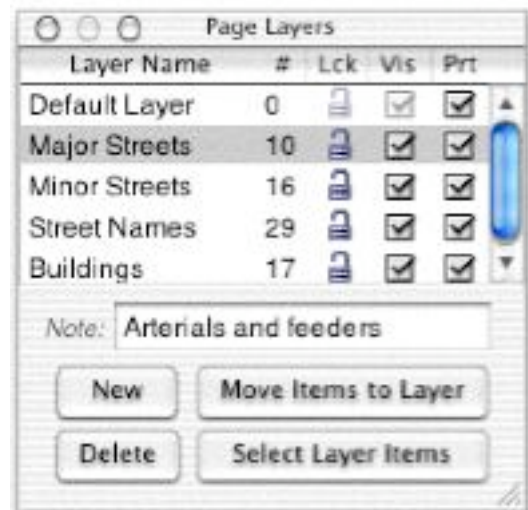 Page Layers
Layer Name # Lck Vis Prt
Default Layer 0
Major Streets 10
Minor Streets 16
Street Names 29
Buildings 17
Note: Arterials and feeders
New Move Items to Layer
Delete Select Layer Items